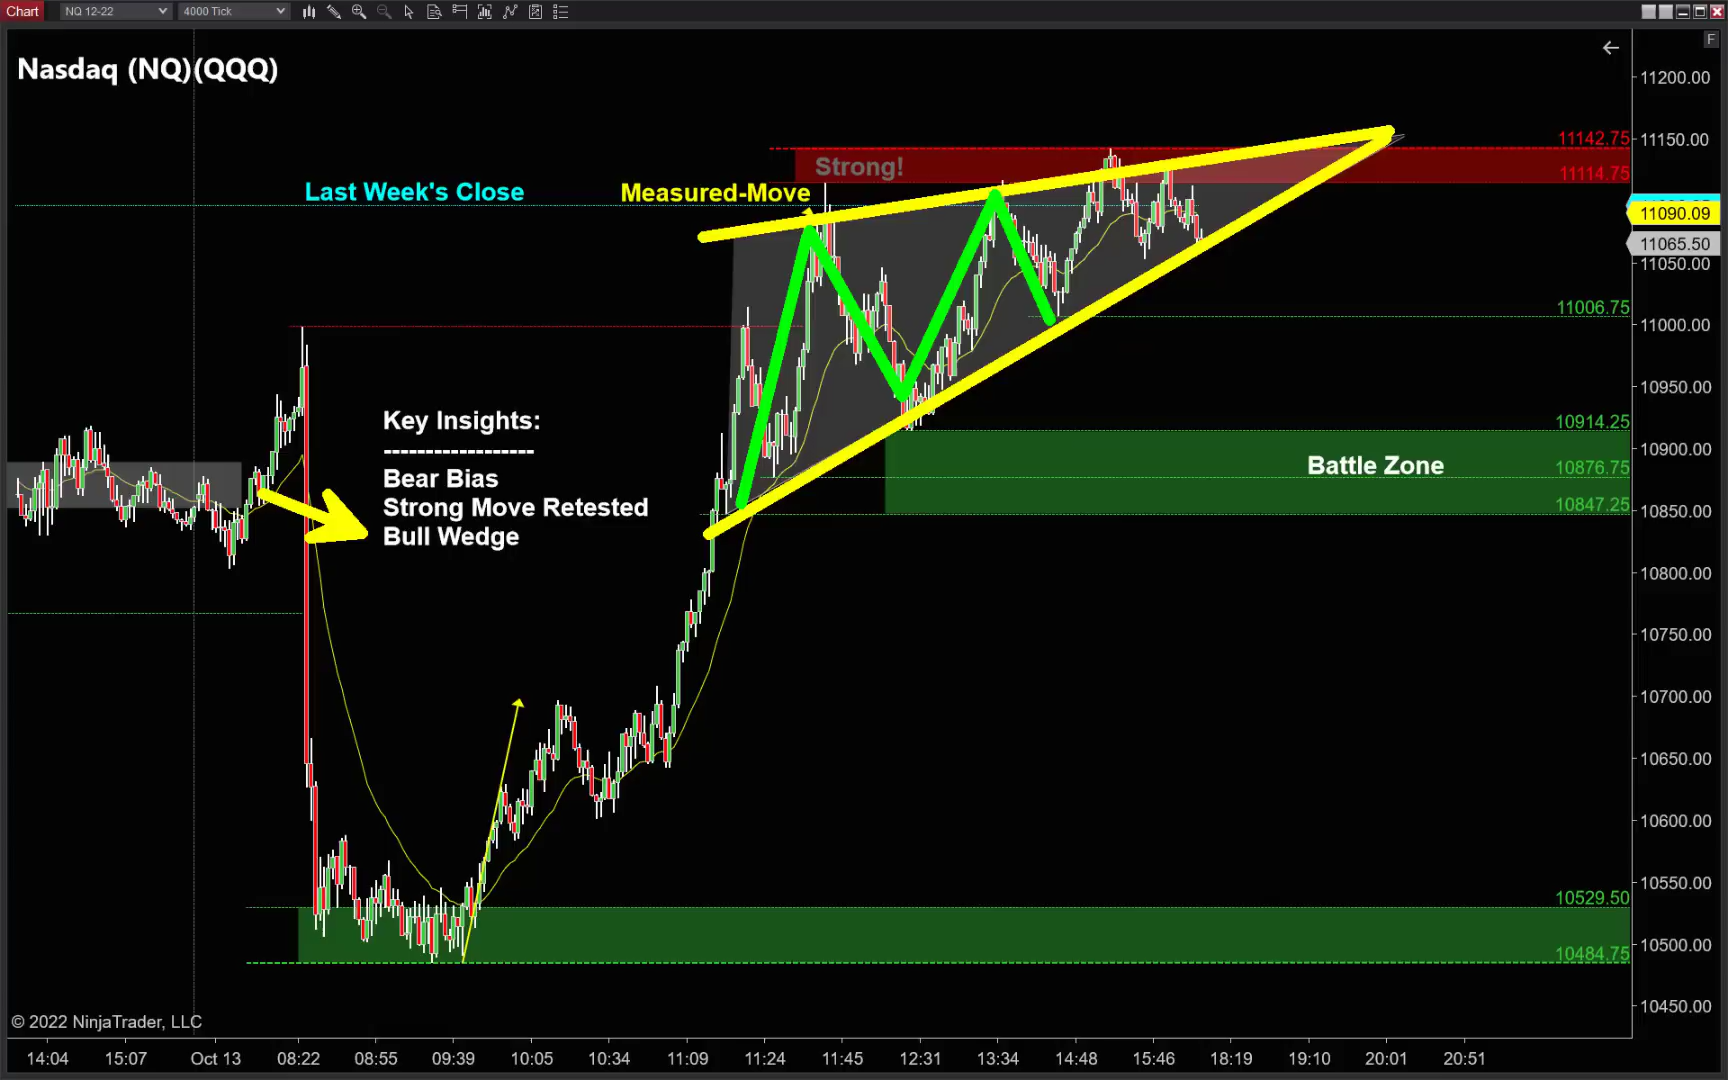 Chart NQ 12-22 4000 Tick
F
Nasdaq (NQ)(QQQ)
11200.00
11142.75 11150.00
Strong!
11114.75
Last Week's Close
Measured-Move
11090.09
11065.50
11050.00
11006.75
11000.00
10950.00
Key Insights:
------------------
Bear Bias
Strong Move Retested
Bull Wedge
10914.25
10900.00
Battle Zone
10876.75
10847.25
10850.00
10800.00
10750.00
10700.00
10650.00
10600.00
10550.00
10529.50
10500.00
10484.75
10450.00
© 2022 NinjaTrader, LLC
14:04 15:07 Oct 13 08:22 08:55 09:39 10:05 10:34 11:09 11:24 11:45 12:31 13:34 14:48 15:46 18:19 19:10 20:01 20:51